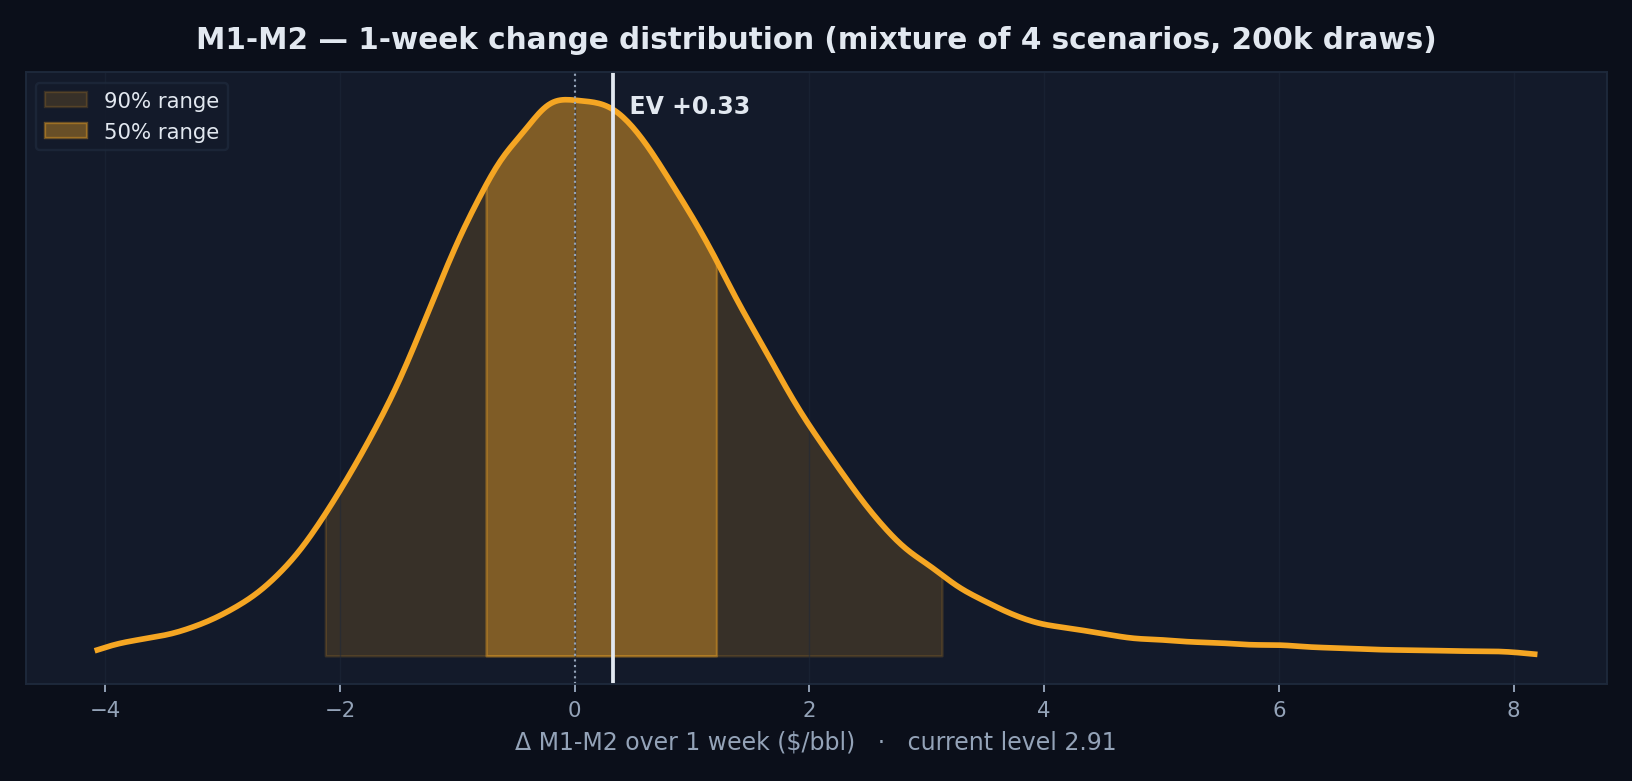 M1-M2 — 1-week change distribution (mixture of 4 scenarios, 200k draws)
90% range
50% range
EV +0.33
−4
−2
0
2
4
6
8
Δ M1-M2 over 1 week ($/bbl) · current level 2.91